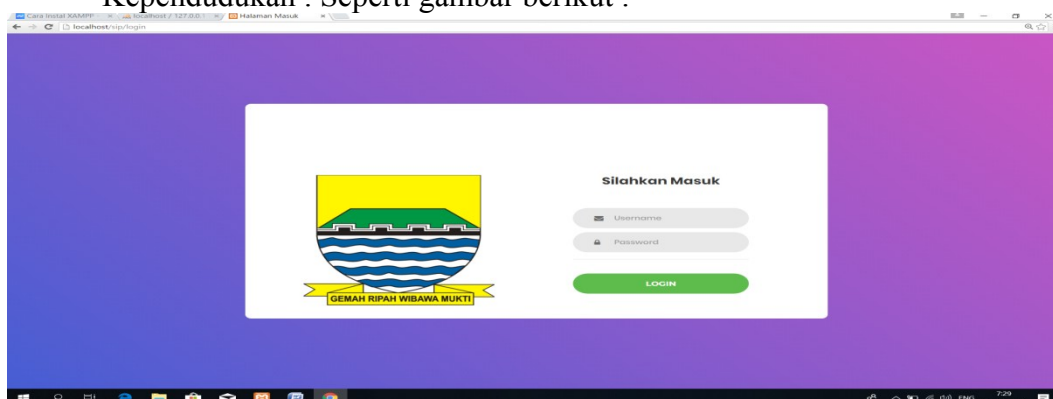 Kependudukan : Seperti gambar berikut :
Cara Instal XAMPP
localhost / 127.0.0.1
Halaman Masuk
localhost/sip/login
Silahkan Masuk
Username
Password
LOGIN
GEMAH RIPAH WIBAWA MUKTI
ENG
7:29